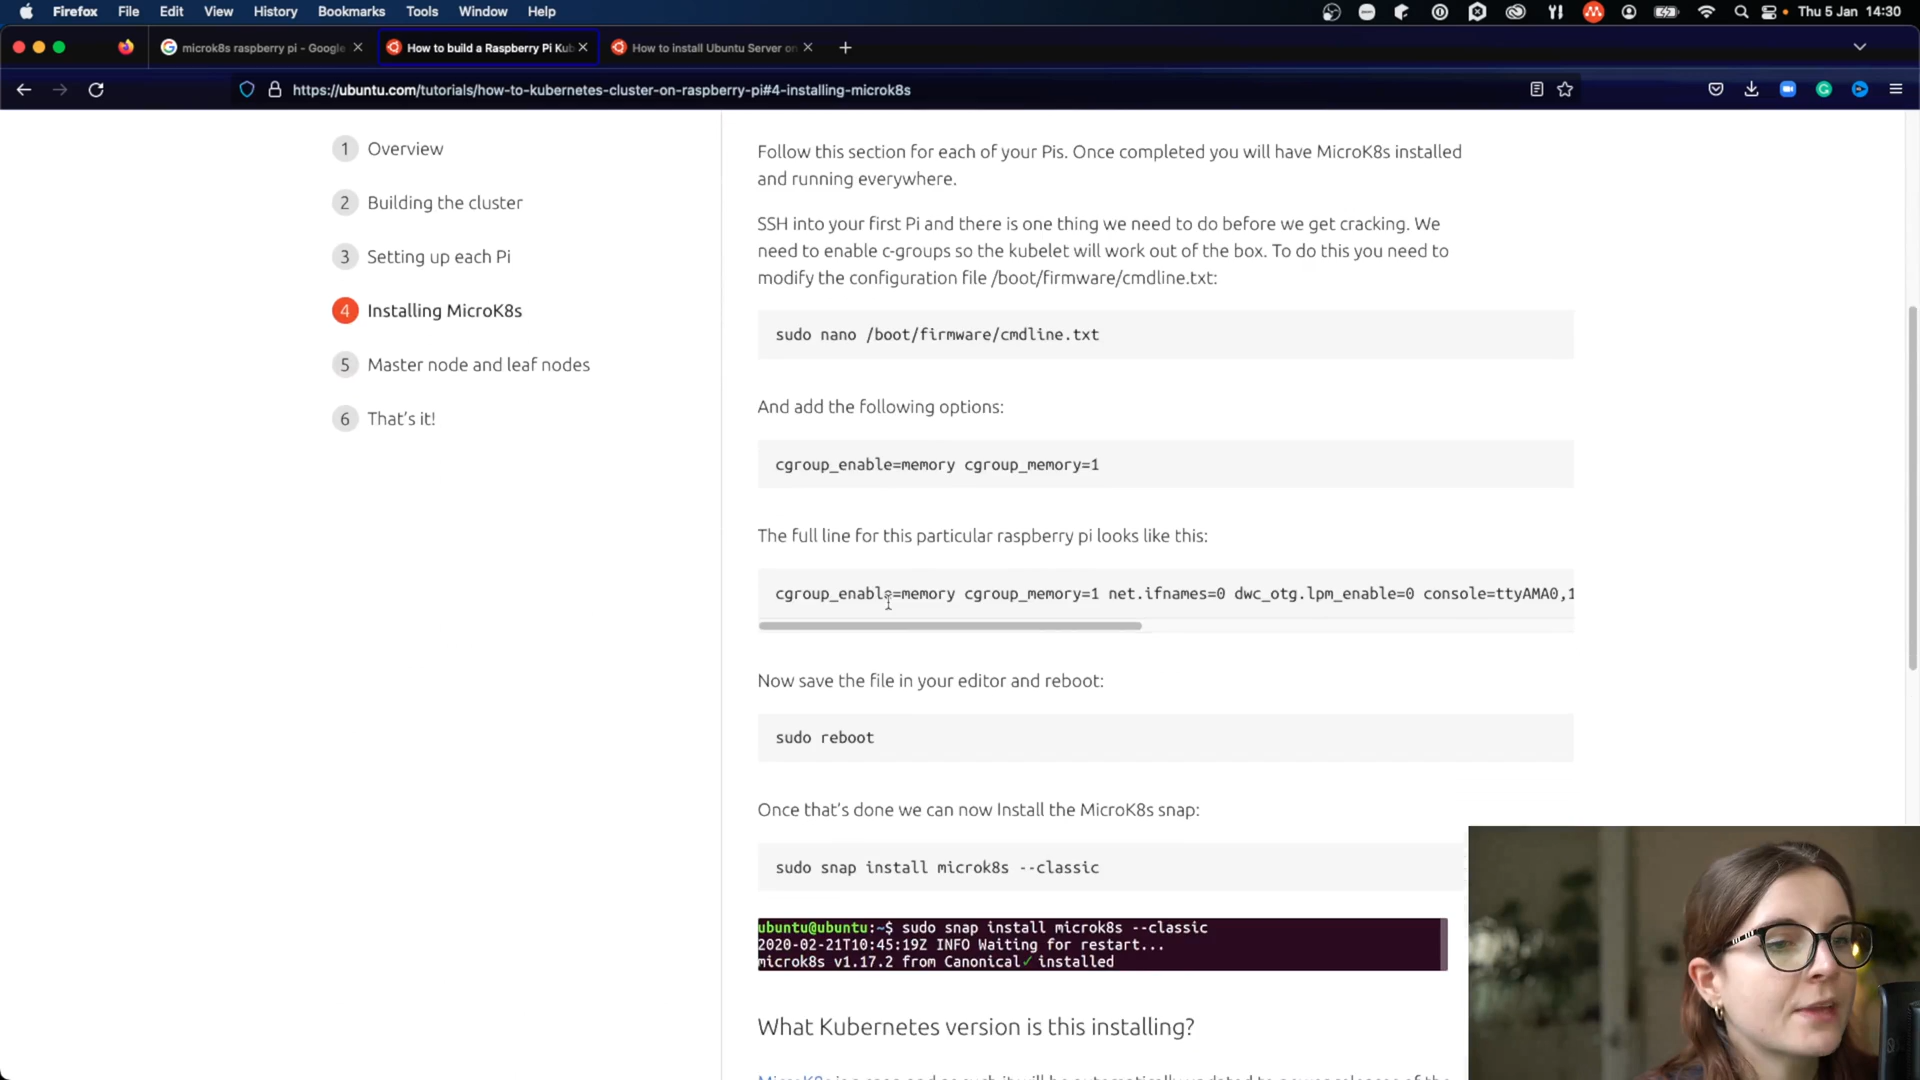 Firefox File Edit View History Bookmarks Tools Window Help Thu 5 Jan 14:30
microk8s raspberry pi - Google How to build a Raspberry Pi Kub How to install Ubuntu Server on
https://ubuntu.com/tutorials/how-to-kubernetes-cluster-on-raspberry-pi#4-installing-microk8s
1 Overview
2 Building the cluster
3 Setting up each Pi
4 Installing MicroK8s
5 Master node and leaf nodes
6 That's it!
Follow this section for each of your Pis. Once completed you will have MicroK8s installed
and running everywhere.
SSH into your first Pi and there is one thing we need to do before we get cracking. We
need to enable c-groups so the kubelet will work out of the box. To do this you need to
modify the configuration file /boot/firmware/cmdline.txt:
sudo nano /boot/firmware/cmdline.txt
And add the following options:
cgroup_enable=memory cgroup_memory=1
The full line for this particular raspberry pi looks like this:
cgroup_enable=memory cgroup_memory=1 net.ifnames=0 dwc_otg.lpm_enable=0 console=ttyAMA0,1
Now save the file in your editor and reboot:
sudo reboot
Once that's done we can now Install the MicroK8s snap:
sudo snap install microk8s --classic
ubuntu@ubuntu:~$ sudo snap install microk8s --classic
2020-02-21T10:45:19Z INFO Waiting for restart...
microk8s v1.17.2 from Canonical✓ installed
What Kubernetes version is this installing?